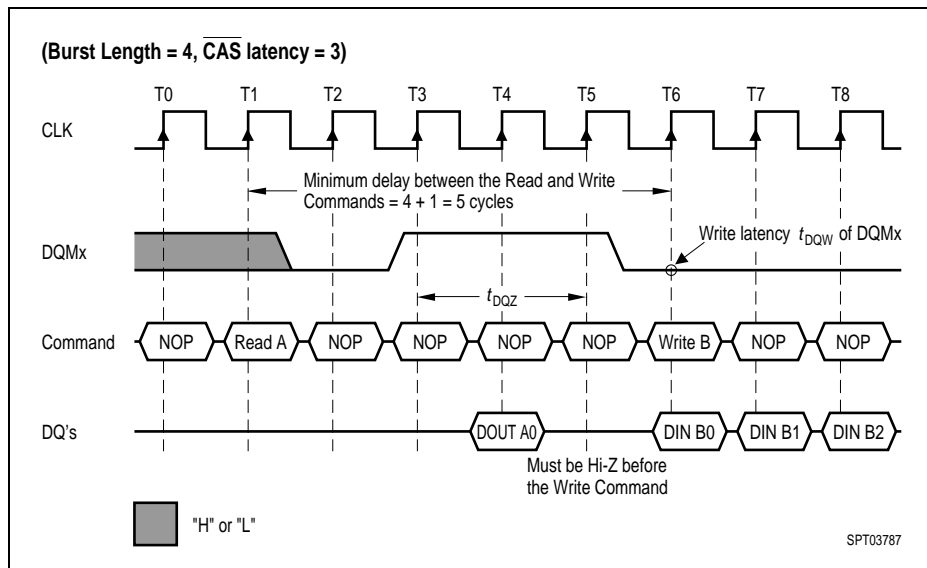 (Burst Length = 4, CAS latency = 3)
T0 T1 T2 T3 T4 T5 T6 T7 T8
CLK
Minimum delay between the Read and Write
Commands = 4 + 1 = 5 cycles
Write latency tDQW of DQMx
DQMx
tDQZ
Command NOP Read A NOP NOP NOP NOP Write B NOP NOP
DQ's DOUT A0 DIN B0 DIN B1 DIN B2
Must be Hi-Z before
the Write Command
"H" or "L"
SPT03787